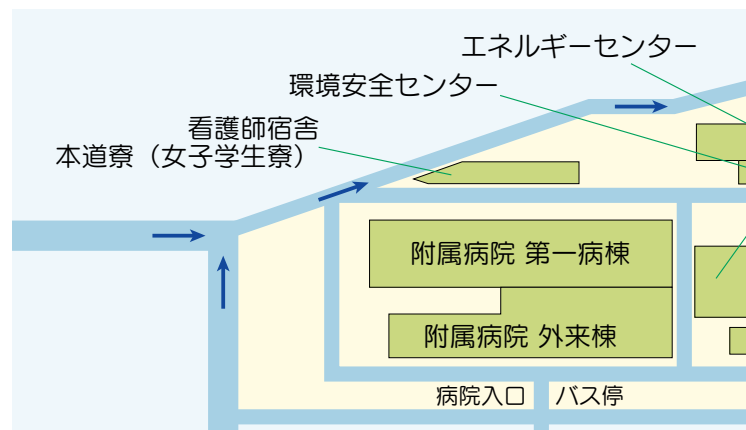 エネルギーセンター
環境安全センター
看護師宿舎
本道寮（女子学生寮）
附属病院 第一病棟
附属病院 外来棟
病院入口
バス停